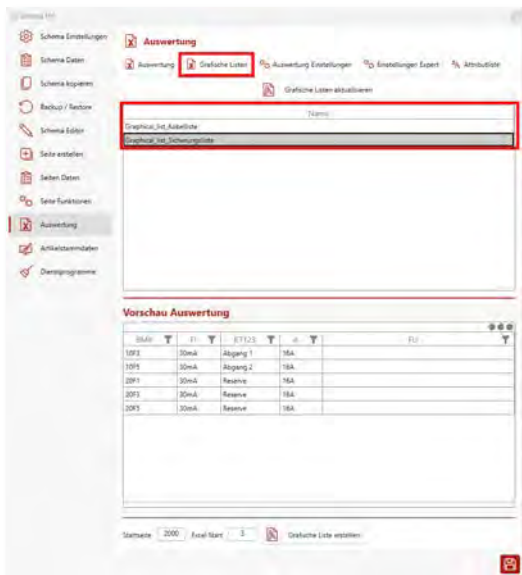 Schema Einstellungen
Schema Daten
Schema kopieren
Backup / Restore
Schema Editor
Seite erstellen
Seiten Daten
Seite Funktionen
Auswertung
Artikelstammdaten
Dienstprogramme
Auswertung
Auswertung Grafische Listen Auswertung Einstellungen Einstellungen Expert Attributliste
Grafische Listen aktualisieren
Name
Graphical_list_Kabelliste
Graphical_list_Sicherungsliste
Vorschau Auswertung
BMK FI KT123 A FU
10F3 30mA Abgang 1 16A
10F5 30mA Abgang 2 16A
20F1 30mA Reserve 16A
20F3 30mA Reserve 16A
20F5 30mA Reserve 16A
Startseite 2000 Excel Start 3 Grafische Liste erstellen